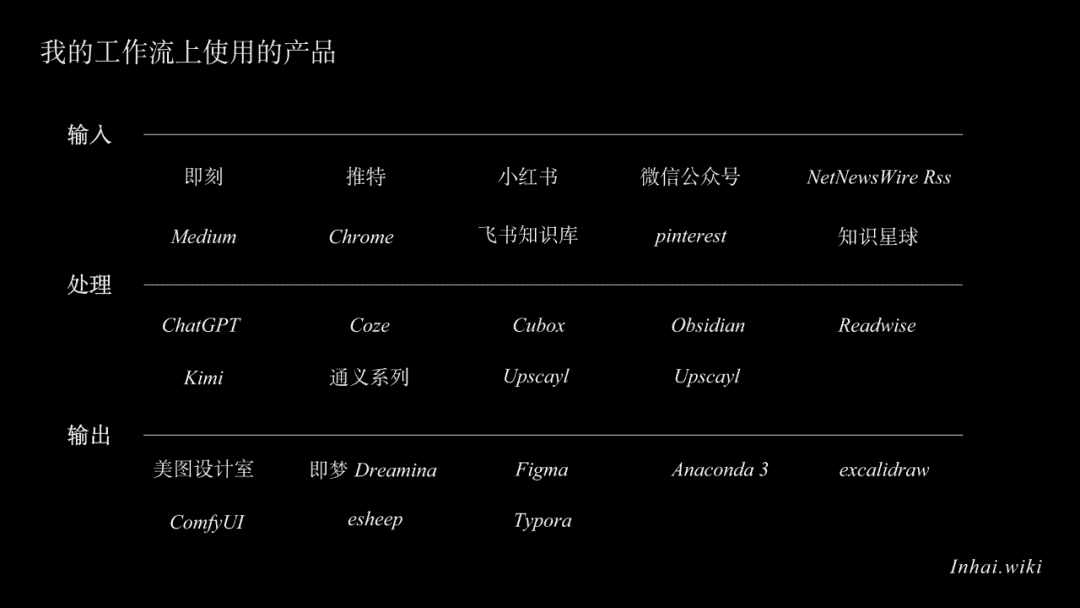 我的工作流上使用的产品
输入
即刻 推特 小红书 微信公众号 NetNewsWire Rss
Medium Chrome 飞书知识库 pinterest 知识星球
处理
ChatGPT Coze Cubox Obsidian Readwise
Kimi 通义系列 Upscayl Upscayl
输出
美图设计室 即梦 Dreamina Figma Anaconda 3 excalidraw
ComfyUI esheep Typora
Inhai.wiki